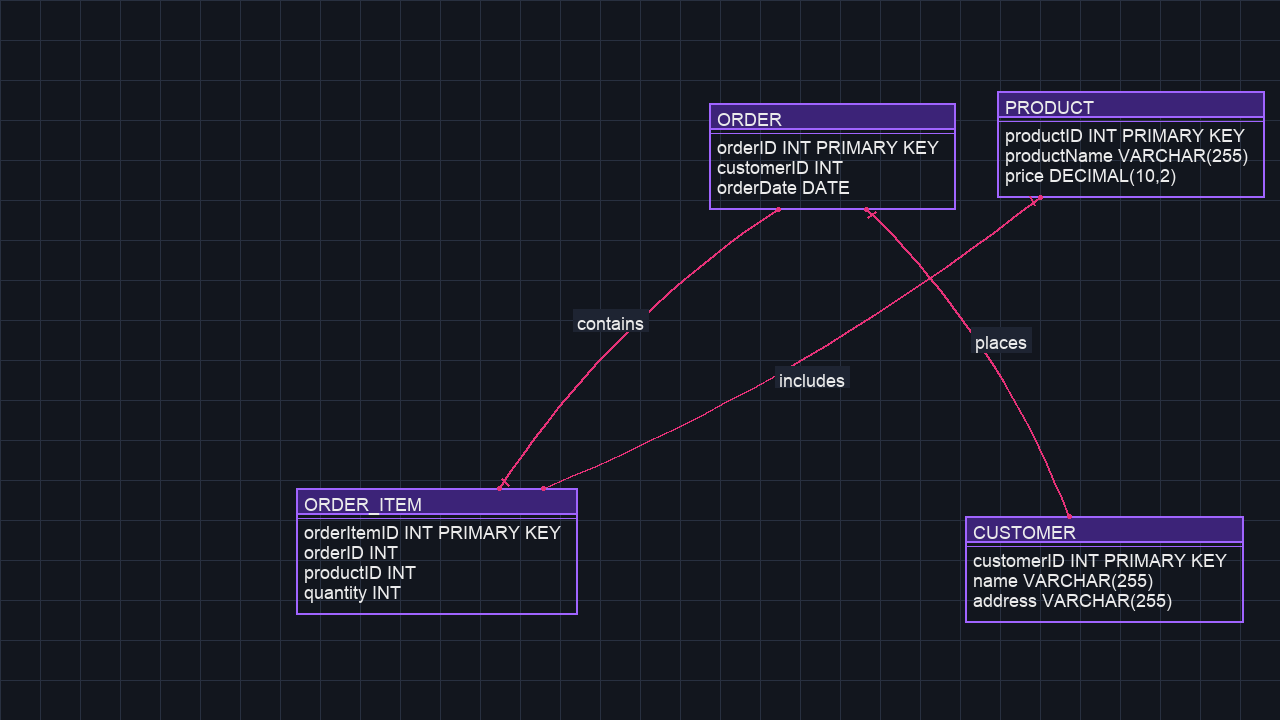 ORDER
orderID INT PRIMARY KEY
customerID INT
orderDate DATE
PRODUCT
productID INT PRIMARY KEY
productName VARCHAR(255)
price DECIMAL(10,2)
contains
places
includes
ORDER_ITEM
orderItemID INT PRIMARY KEY
orderID INT
productID INT
quantity INT
CUSTOMER
customerID INT PRIMARY KEY
name VARCHAR(255)
address VARCHAR(255)